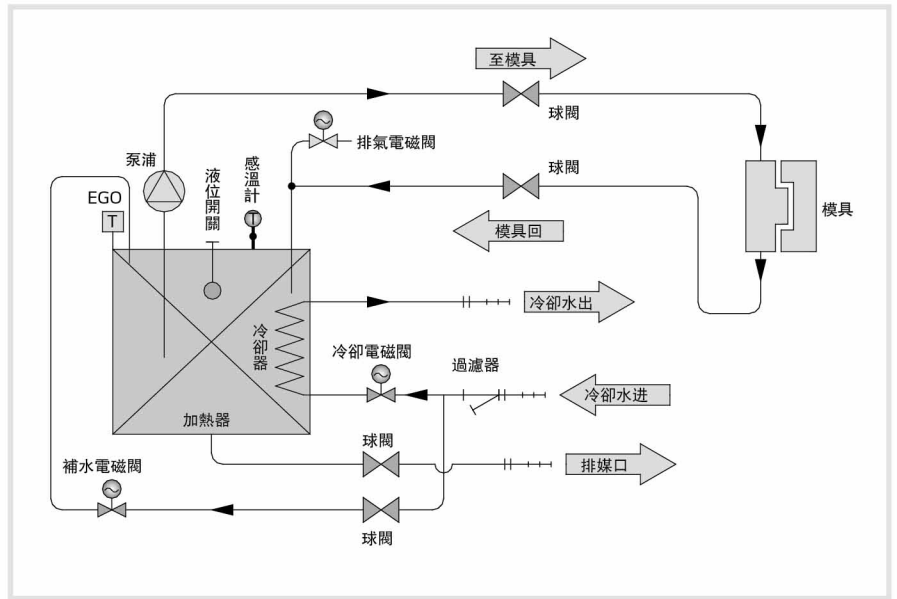 至模具
球閥
排氣電磁閥
泵浦
液位開關
感溫計
球閥
EGO
T
T
模具
模具回
冷卻水出
冷卻器
冷卻電磁閥
過濾器
冷卻水进
加熱器
球閥
排媒口
補水電磁閥
球閥